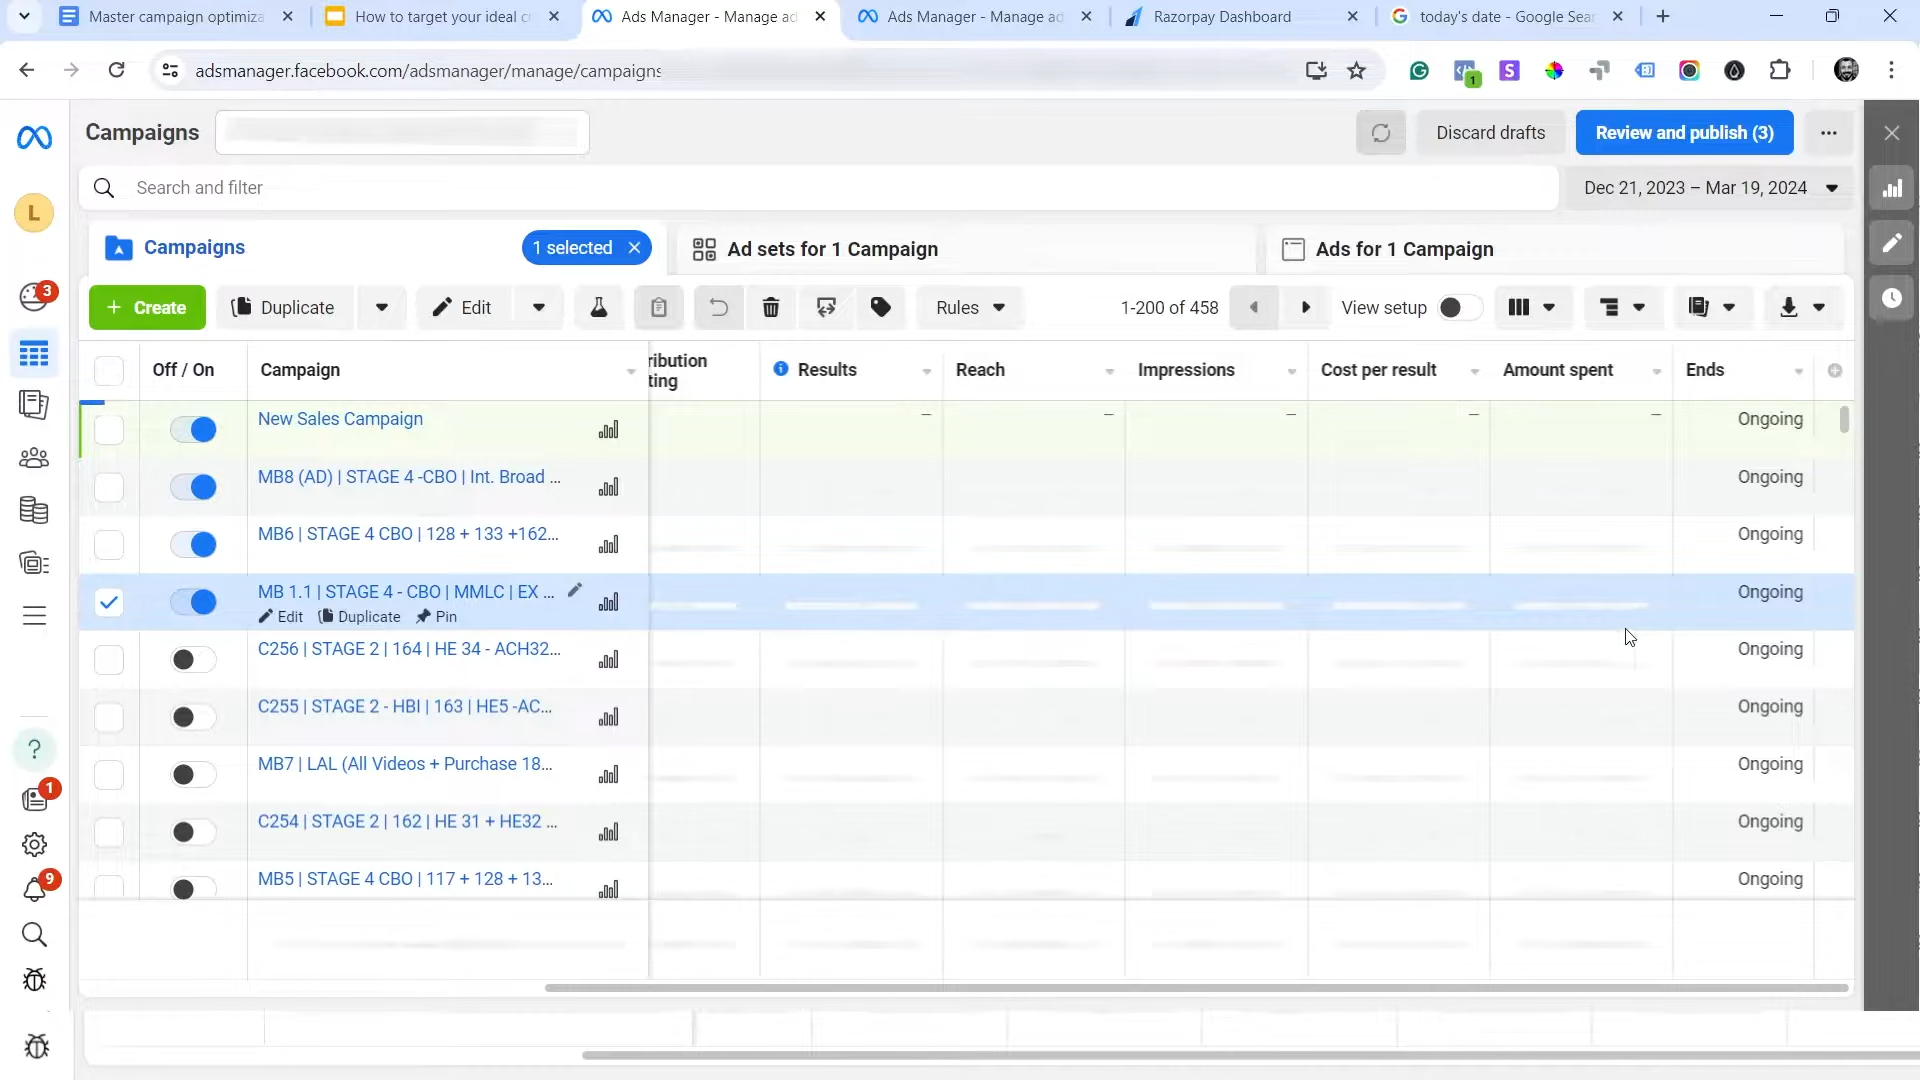 Master campaign optimiza
How to target your ideal c
Ads Manager - Manage ad
Ads Manager - Manage ad
Razorpay Dashboard
today's date - Google Sear
adsmanager.facebook.com/adsmanager/manage/campaigns
1
Campaigns
Discard drafts
Review and publish (3)
Search and filter
Dec 21, 2023 – Mar 19, 2024
L
Campaigns
1 selected
Ad sets for 1 Campaign
Ads for 1 Campaign
3
+ Create
Duplicate
Edit
Rules
1-200 of 458
View setup
Off / On
Campaign
ribution
ting
Results
Reach
Impressions
Cost per result
Amount spent
Ends
New Sales Campaign
–
–
–
–
–
Ongoing
MB8 (AD) | STAGE 4 -CBO | Int. Broad ...
Ongoing
MB6 | STAGE 4 CBO | 128 + 133 +162...
Ongoing
MB 1.1 | STAGE 4 - CBO | MMLC | EX ...
Ongoing
Edit
Duplicate
Pin
C256 | STAGE 2 | 164 | HE 34 - ACH32...
Ongoing
C255 | STAGE 2 - HBI | 163 | HE5 -AC...
Ongoing
MB7 | LAL (All Videos + Purchase 18...
Ongoing
1
C254 | STAGE 2 | 162 | HE 31 + HE32 ...
Ongoing
MB5 | STAGE 4 CBO | 117 + 128 + 13...
Ongoing
9